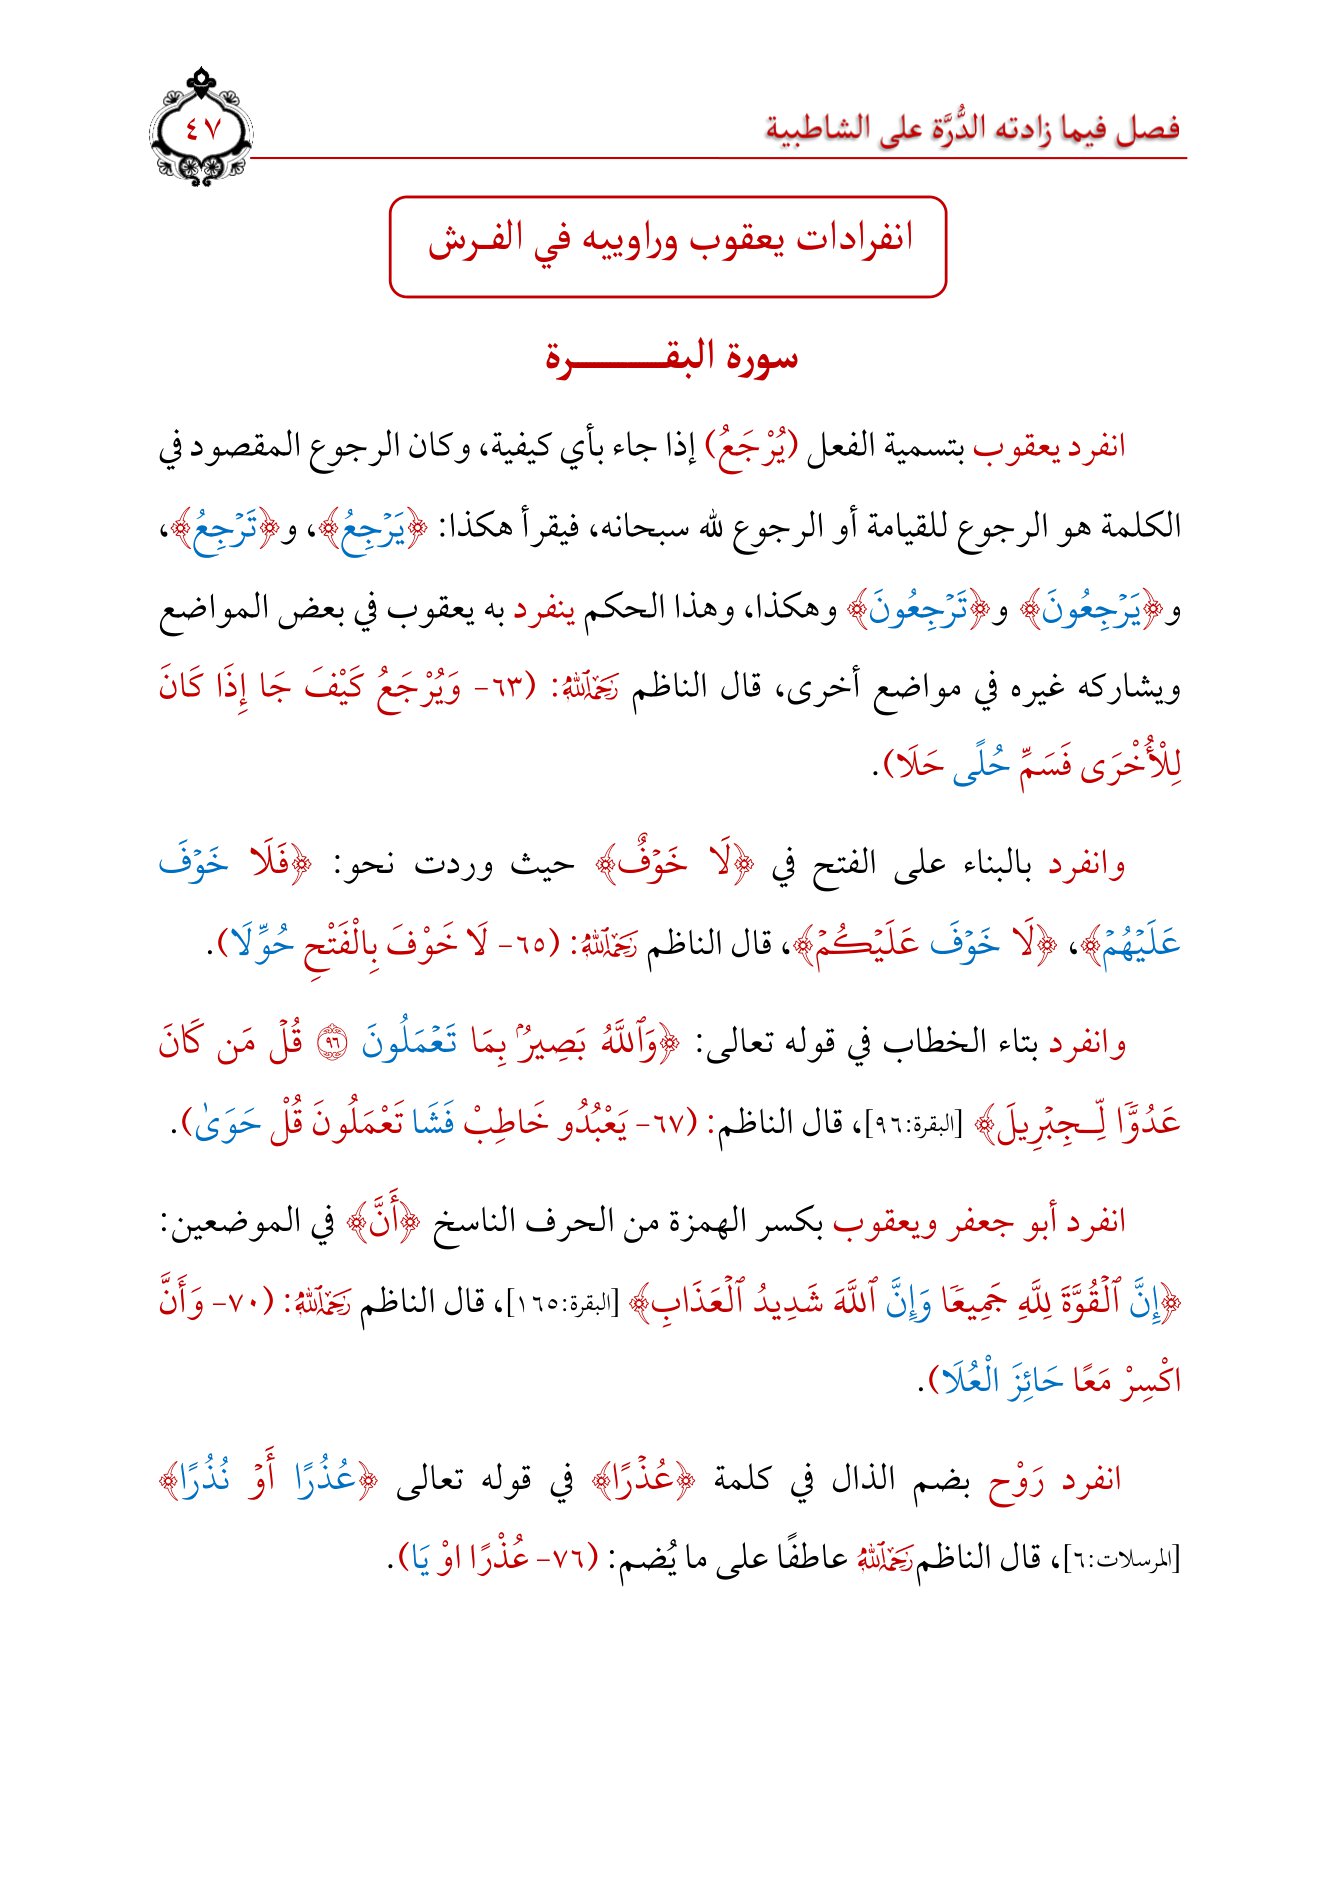 فصل فيما زادته الدُّرَّة على الشاطبية
٤٧
انفرادات يعقوب وراوييه في الفـرش
سورة البقـــــــــرة
انفرد يعقوب بتسمية الفعل (يُرْجَعُ) إذا جاء بأي كيفية، وكان الرجوع المقصود في
الكلمة هو الرجوع للقيامة أو الرجوع لله سبحانه، فيقرأ هكذا: ﴿يَرۡجِعُ﴾، و﴿تَرۡجِعُ﴾،
و﴿يَرۡجِعُونَ﴾ و﴿تَرۡجِعُونَ﴾ وهكذا، وهذا الحكم ينفرد به يعقوب في بعض المواضع
ويشاركه غيره في مواضع أخرى، قال الناظم رَحِمَهُ ٱللَّهُ: (٦٣- وَيُرْجَعُ كَيْفَ جَا إِذَا كَانَ
لِلْأُخْرَى فَسَمِّ حُلًى حَلَا).
وانفرد بالبناء على الفتح في ﴿لَا خَوۡفٌ﴾ حيث وردت نحو: ﴿فَلَا خَوۡفَ
عَلَيۡهُمۡ﴾، ﴿لَا خَوۡفَ عَلَيۡكُمۡ﴾، قال الناظم رَحِمَهُ ٱللَّهُ: (٦٥- لَا خَوْفَ بِالْفَتْحِ حُوِّلَا).
وانفرد بتاء الخطاب في قوله تعالى: ﴿وَٱللَّهُ بَصِيرُۢ بِمَا تَعۡمَلُونَ ٩٦ قُلۡ مَن كَانَ
عَدُوّٗا لِّـجِبۡرِيلَ﴾ [البقرة:٩٦]، قال الناظم: (٦٧- يَعْبُدُو خَاطِبْ فَشَا تَعْمَلُونَ قُلْ حَوَىٰ).
انفرد أبو جعفر ويعقوب بكسر الهمزة من الحرف الناسخ ﴿أَنَّ﴾ في الموضعين:
﴿إِنَّ ٱلۡقُوَّةَ لِلَّهِ جَمِيعٗا وَإِنَّ ٱللَّهَ شَدِيدُ ٱلۡعَذَابِ﴾ [البقرة:١٦٥]، قال الناظم رَحِمَهُ ٱللَّهُ: (٧٠- وَأَنَّ
اكْسِرْ مَعًا حَائِزَ الْعُلَا).
انفرد رَوْح بضم الذال في كلمة ﴿عُذۡرًا﴾ في قوله تعالى ﴿عُذُرًا أَوۡ نُذُرًا﴾
[المرسلات:٦]، قال الناظم رَحِمَهُ ٱللَّهُ عاطفًا على ما يُضم: (٧٦- عُذْرًا اوْ يَا).